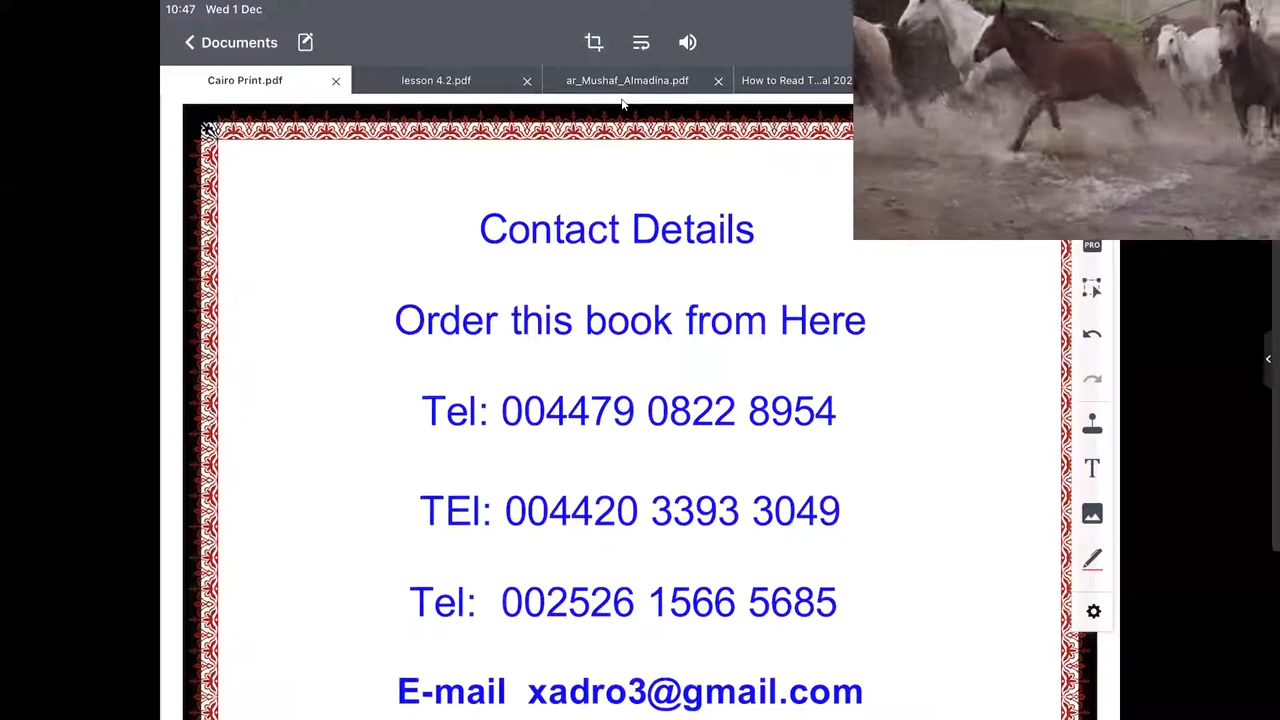 10:47 Wed 1 Dec
Documents
Cairo Print.pdf
lesson 4.2.pdf
ar_Mushaf_Almadina.pdf
How to Read T...al 202
Contact Details
Order this book from Here
Tel: 004479 0822 8954
TEl: 004420 3393 3049
Tel: 002526 1566 5685
E-mail xadro3@gmail.com
PRO
T